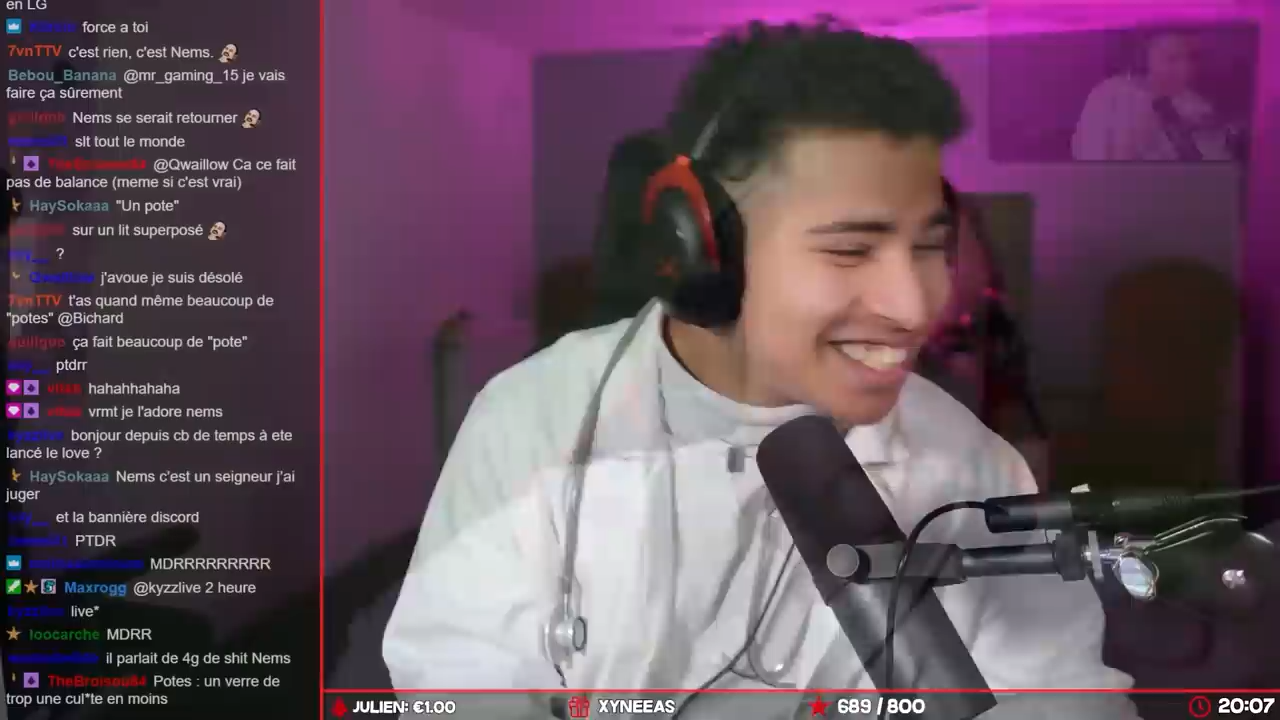 en LG
force a toi
7vnTTV c'est rien, c'est Nems.
Bebou_Banana @mr_gaming_15 je vais
faire ça sûrement
Nems se serait retourner
slt tout le monde
TheBroisou84 @Qwaillow Ca ce fait
pas de balance (meme si c'est vrai)
HaySokaaa "Un pote"
sur un lit superposé
?
Qwaillow j'avoue je suis désolé
7vnTTV t'as quand même beaucoup de
"potes" @Bichard
ça fait beaucoup de "pote"
ptdrr
hahahhahaha
vrmt je l'adore nems
kyzzlive bonjour depuis cb de temps à ete
lancé le love ?
HaySokaaa Nems c'est un seigneur j'ai
juger
et la bannière discord
PTDR
MDRRRRRRRRR
Maxrogg @kyzzlive 2 heure
kyzzlive live*
loocarche MDRR
il parlait de 4g de shit Nems
TheBroisou84 Potes : un verre de
trop une cul*te en moins
JULIEN: €1.00 XYNEEAS 689 / 800 20:07